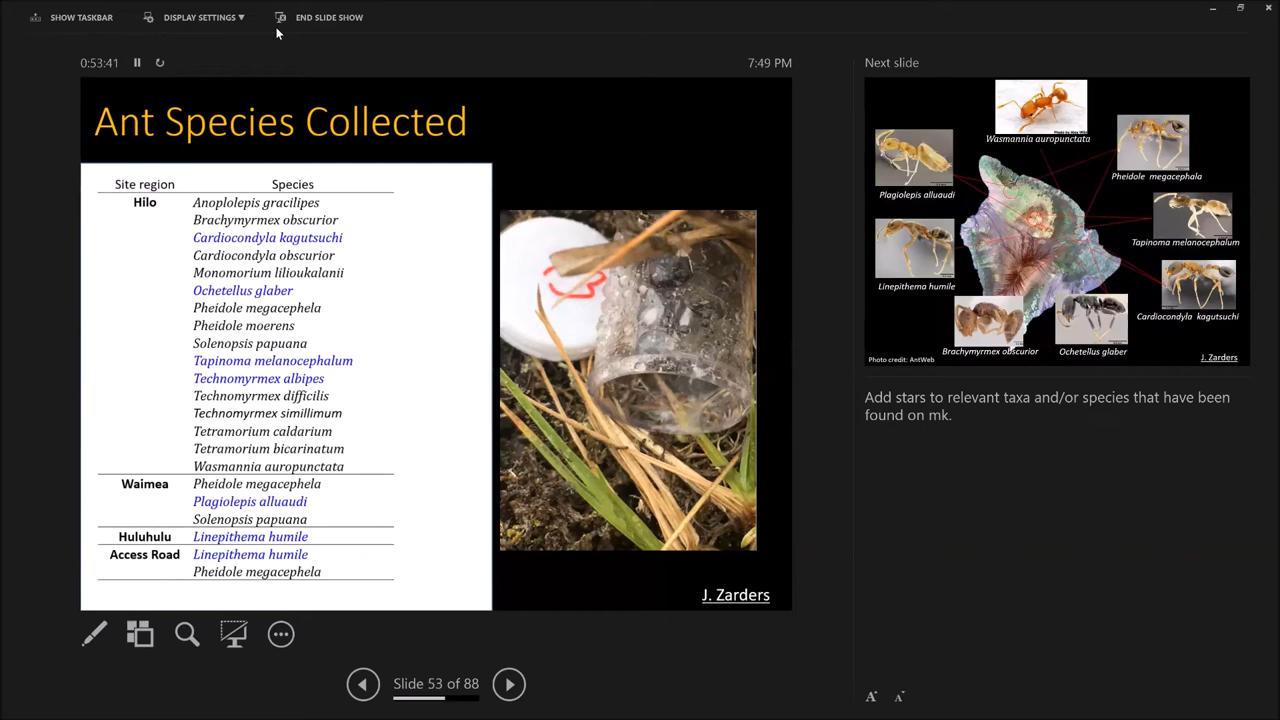 SHOW TASKBAR
DISPLAY SETTINGS ▼
END SLIDE SHOW
0:53:41
7:49 PM
Ant Species Collected
Site region Species
Hilo Anoplolepis gracilipes
Brachymyrmex obscurior
Cardiocondyla kagutsuchi
Cardiocondyla obscurior
Monomorium lilioukalanii
Ochetellus glaber
Pheidole megacephela
Pheidole moerens
Solenopsis papuana
Tapinoma melanocephalum
Technomyrmex albipes
Technomyrmex difficilis
Technomyrmex simillimum
Tetramorium caldarium
Tetramorium bicarinatum
Wasmannia auropunctata
Waimea Pheidole megacephela
Plagiolepis alluaudi
Solenopsis papuana
Huluhulu Linepithema humile
Access Road Linepithema humile
Pheidole megacephela
J. Zarders
Slide 53 of 88
Next slide
Wasmannia auropunctata
Pheidole megacephala
Plagiolepis alluaudi
Tapinoma melanocephalum
Linepithema humile
Cardiocondyla kagutsuchi
Brachymyrmex obscurior
Ochetellus glaber
Photo credit: AntWeb
J. Zarders
Add stars to relevant taxa and/or species that have been
found on mk.
A A